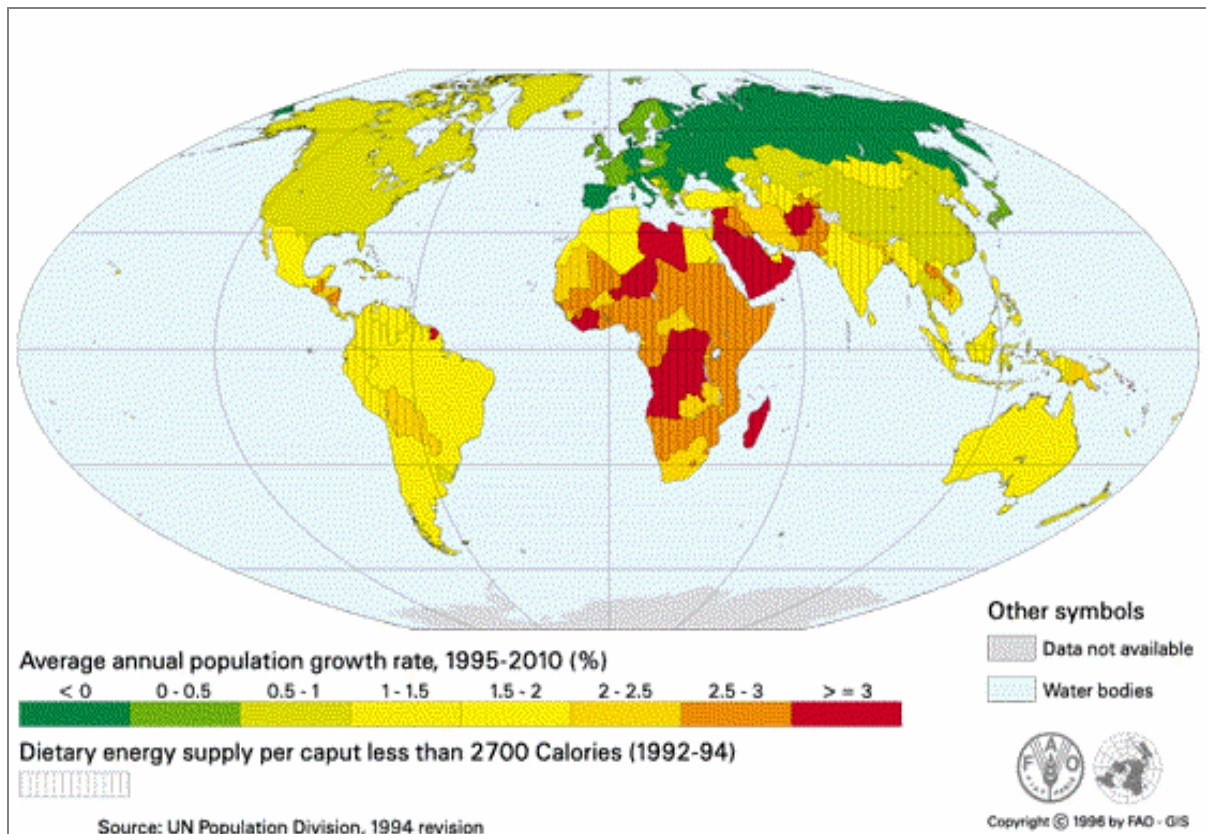 Other symbols
Data not available
Water bodies
Average annual population growth rate, 1995-2010 (%)
< 0 0 - 0.5 0.5 - 1 1 - 1.5 1.5 - 2 2 - 2.5 2.5 - 3 > = 3
Dietary energy supply per caput less than 2700 Calories (1992-94)
F A O
FIAT PANIS
Source: UN Population Division, 1994 revision
Copyright © 1996 by FAO - GIS